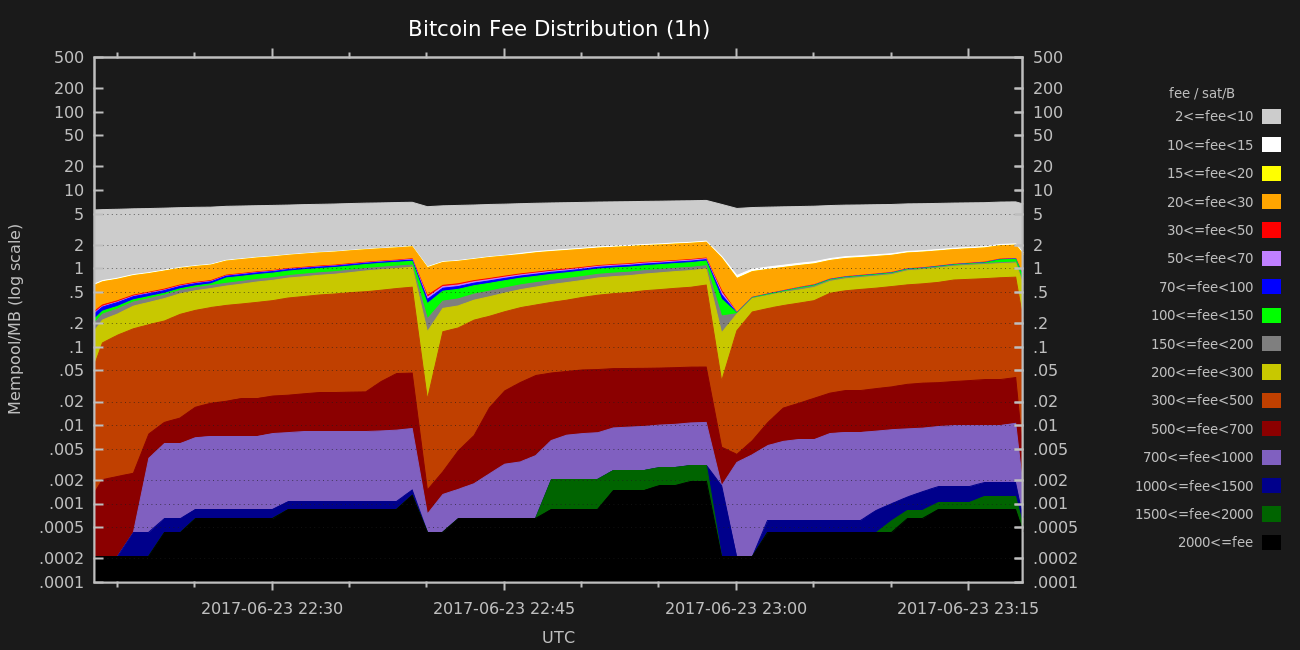 Bitcoin Fee Distribution (1h)
500
200
100
50
20
10
5
2
1
.5
.2
.1
.05
.02
.01
.005
.002
.001
.0005
.0002
.0001
Mempool/MB (log scale)
500
200
100
50
20
10
5
2
1
.5
.2
.1
.05
.02
.01
.005
.002
.001
.0005
.0002
.0001
2017-06-23 22:30
2017-06-23 22:45
2017-06-23 23:00
2017-06-23 23:15
UTC
fee / sat/B
2<=fee<10
10<=fee<15
15<=fee<20
20<=fee<30
30<=fee<50
50<=fee<70
70<=fee<100
100<=fee<150
150<=fee<200
200<=fee<300
300<=fee<500
500<=fee<700
700<=fee<1000
1000<=fee<1500
1500<=fee<2000
2000<=fee